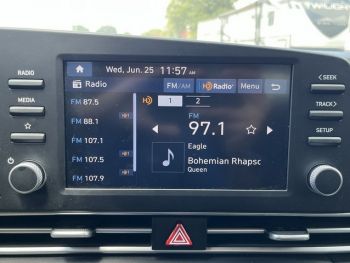 Wed, Jun. 25 11:57 AM
RADIO
MEDIA
Radio
FM/AM
HD Radio
Menu
FM 87.5
FM 88.1
FM 107.1
FM 107.5
FM 107.9
HD 1 2
FM
97.1
Eagle
Bohemian Rhapsc
Queen
SEEK
TRACK
SETUP